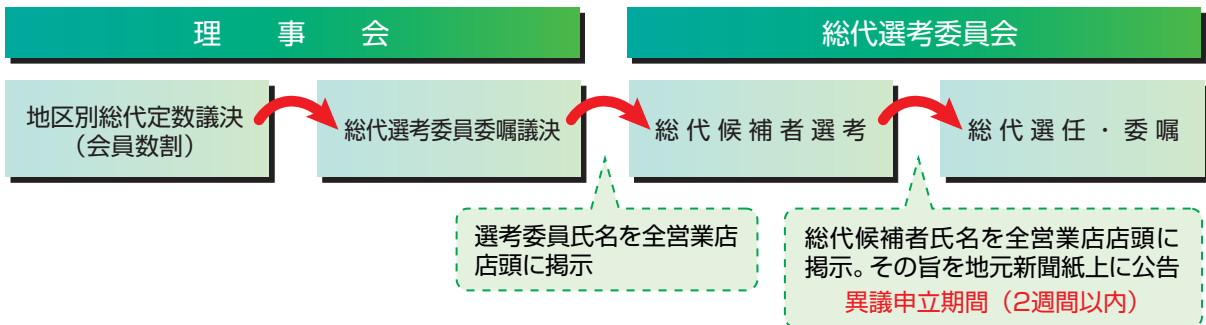 理事会
総代選考委員会
地区別総代定数議決
（会員数割）
総代選考委員委嘱議決
総代候補者選考
総代選任・委嘱
選考委員氏名を全営業店
店頭に掲示
総代候補者氏名を全営業店店頭に
掲示。その旨を地元新聞紙上に公告
異議申立期間（2週間以内）